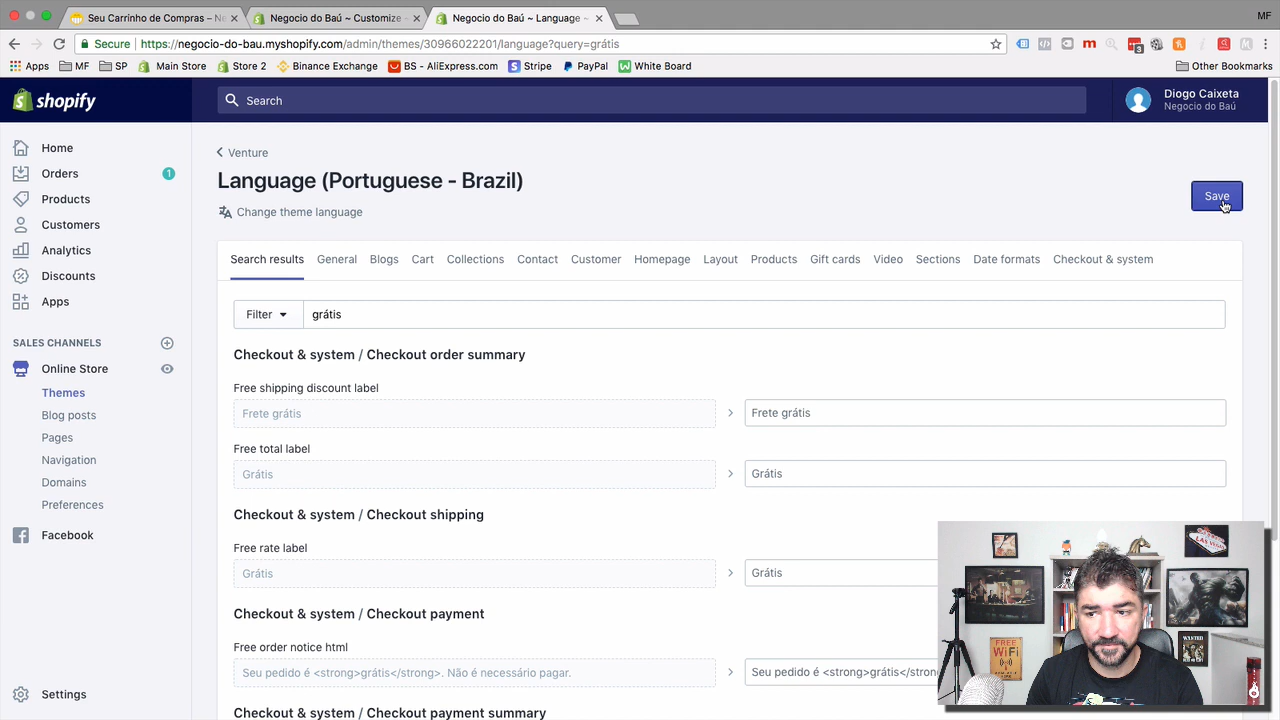 Seu Carrinho de Compras – Ne
Negocio do Baú ~ Customize
Negocio do Baú ~ Language ~
MF
Secure
https://negocio-do-bau.myshopify.com/admin/themes/30966022201/language?query=grátis
3
Apps
MF
SP
Main Store
Store 2
Binance Exchange
BS - AliExpress.com
Stripe
PayPal
White Board
Other Bookmarks
shopify
Search
Diogo Caixeta
Negocio do Baú
Home
Orders
1
Products
Customers
Analytics
Discounts
Apps
SALES CHANNELS
Online Store
Themes
Blog posts
Pages
Navigation
Domains
Preferences
Facebook
Settings
Venture
Language (Portuguese - Brazil)
Change theme language
Save
Search results General Blogs Cart Collections Contact Customer Homepage Layout Products Gift cards Video Sections Date formats Checkout & system
Filter
grátis
Checkout & system / Checkout order summary
Free shipping discount label
Frete grátis
Frete grátis
Free total label
Grátis
Grátis
Checkout & system / Checkout shipping
Free rate label
Grátis
Grátis
Checkout & system / Checkout payment
Free order notice html
Seu pedido é <strong>grátis</strong>. Não é necessário pagar.
Seu pedido é <strong>grátis</stron
Checkout & system / Checkout payment summary
LAS VEGAS
FREE
WiFi
WANTED